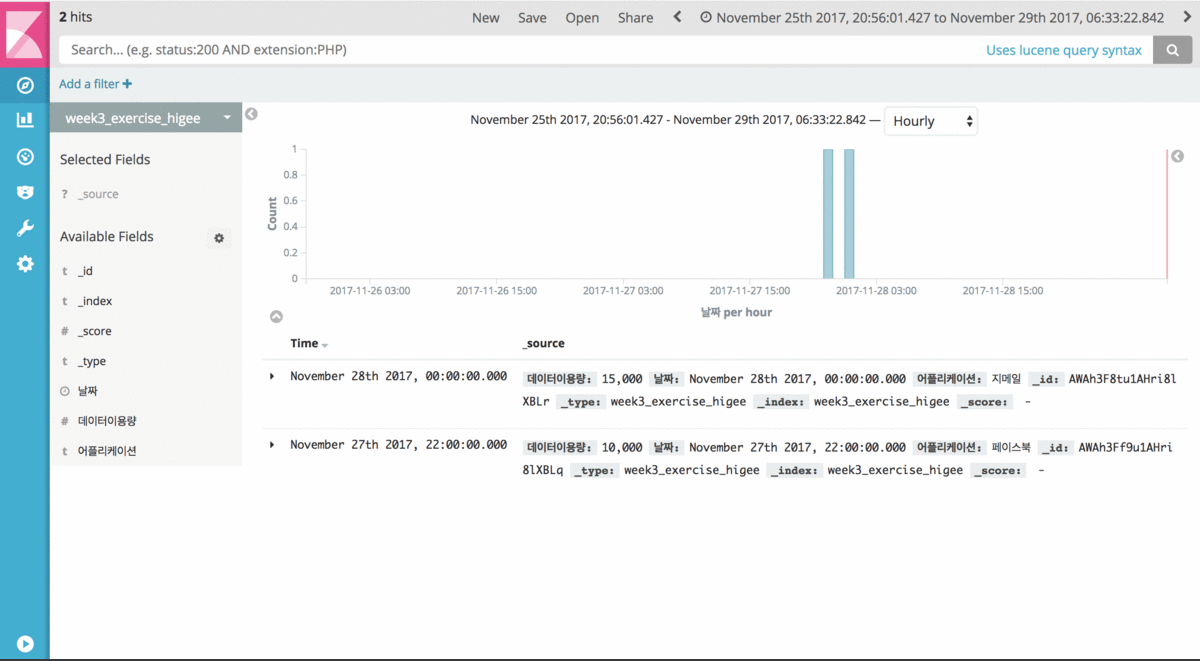 2 hits
New Save Open Share November 25th 2017, 20:56:01.427 to November 29th 2017, 06:33:22.842
Search... (e.g. status:200 AND extension:PHP) Uses lucene query syntax
Add a filter +
week3_exercise_higee
Selected Fields
? _source
Available Fields
t _id
t _index
# _score
t _type
날짜
# 데이터이용량
t 어플리케이션
November 25th 2017, 20:56:01.427 - November 29th 2017, 06:33:22.842 — Hourly
Count
1
0.8
0.6
0.4
0.2
0
2017-11-26 03:00 2017-11-26 15:00 2017-11-27 03:00 2017-11-27 15:00 2017-11-28 03:00 2017-11-28 15:00
날짜 per hour
Time _source
November 28th 2017, 00:00:00.000 데이터이용량: 15,000 날짜: November 28th 2017, 00:00:00.000 어플리케이션: 지메일 _id: AWAh3F8tu1AHri8l
XBLr _type: week3_exercise_higee _index: week3_exercise_higee _score: -
November 27th 2017, 22:00:00.000 데이터이용량: 10,000 날짜: November 27th 2017, 22:00:00.000 어플리케이션: 페이스북 _id: AWAh3Ff9u1AHri
8lXBLq _type: week3_exercise_higee _index: week3_exercise_higee _score: -